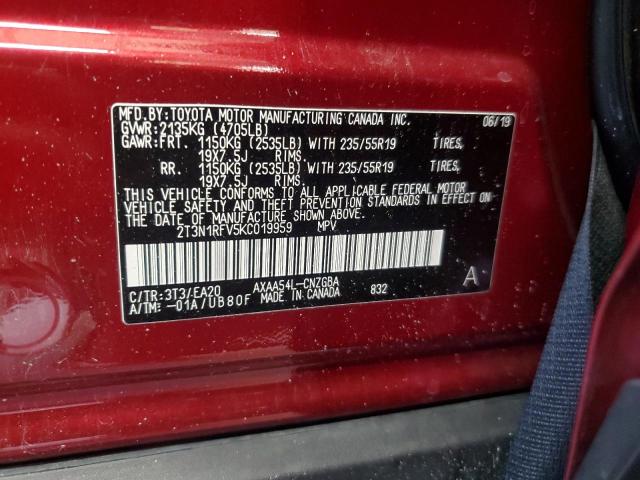 MFD.BY:TOYOTA MOTOR MANUFACTURING CANADA INC. 06/19
GVWR:2135KG (4705LB)
GAWR:FRT. 1150KG (2535LB) WITH 235/55R19 TIRES,
19X7.5J RIMS.
RR. 1150KG (2535LB) WITH 235/55R19 TIRES,
19X7.5J RIMS.
THIS VEHICLE CONFORMS TO ALL APPLICABLE FEDERAL MOTOR
VEHICLE SAFETY AND THEFT PREVENTION STANDARDS IN EFFECT ON
THE DATE OF MANUFACTURE SHOWN ABOVE.
2T3N1RFV5KC019959 MPV
C/TR:3T3/EA20 AXAA54L-CNZGBA 832 A
A/TM:-01A/UB80F MADE IN CANADA